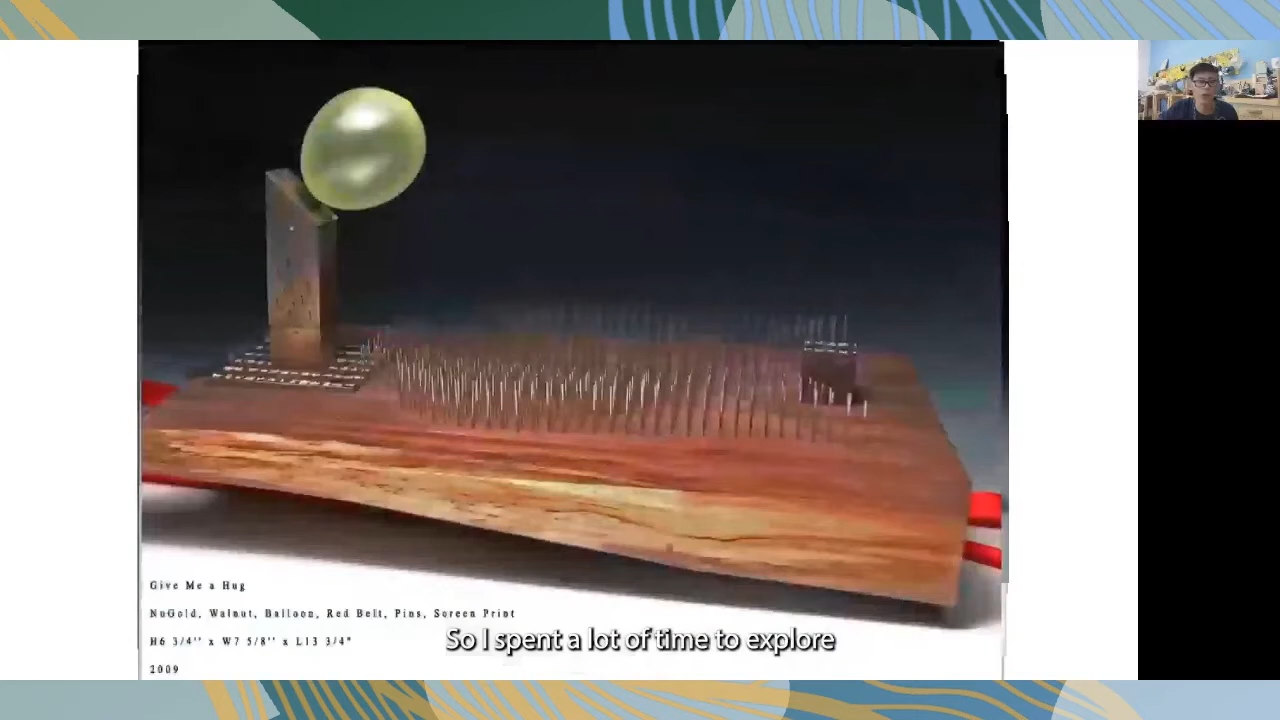 Give Me a Hug
NuGold, Walnut, Balloon, Red Belt, Pins, Screen Print
H6 3/4'' x W7 5/8'' x L13 3/4"
2009
So I spent a lot of time to explore